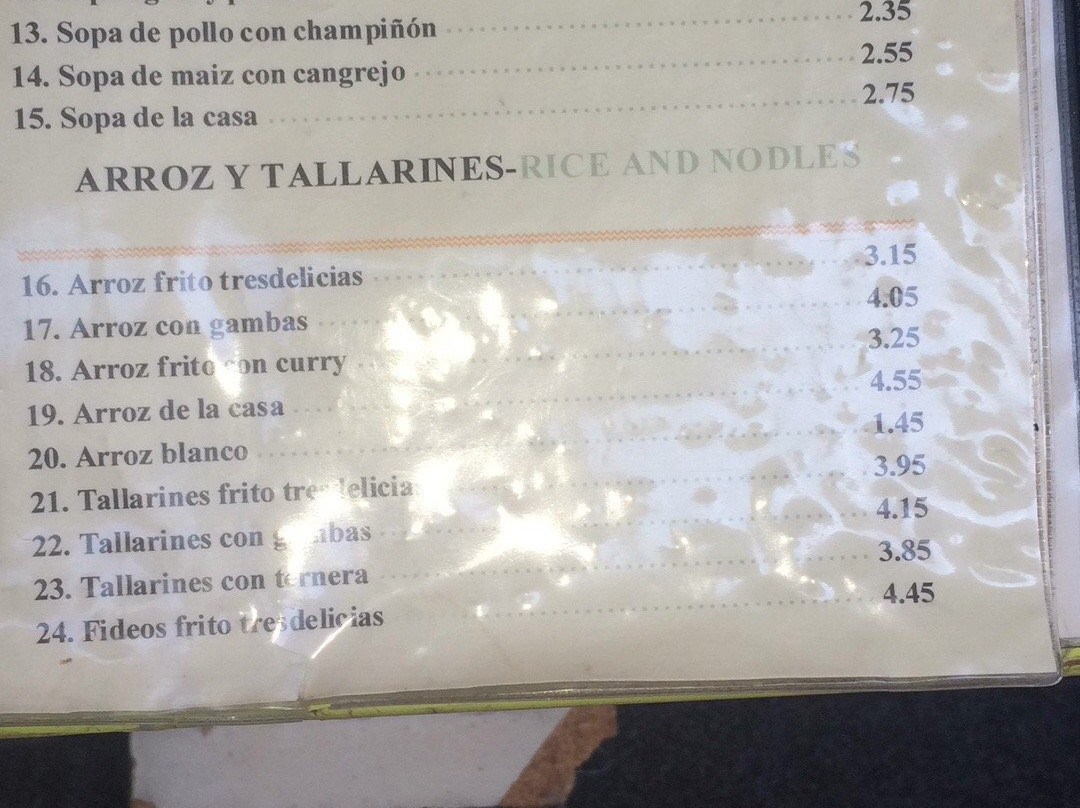 13. Sopa de pollo con champiñón 2.35
14. Sopa de maiz con cangrejo 2.55
15. Sopa de la casa 2.75
ARROZ Y TALLARINES-RICE AND NODLES
16. Arroz frito tresdelicias 3.15
17. Arroz con gambas 4.05
18. Arroz frito con curry 3.25
19. Arroz de la casa 4.55
20. Arroz blanco 1.45
21. Tallarines frito tresdelicias 3.95
22. Tallarines con gambas 4.15
23. Tallarines con ternera 3.85
24. Fideos frito tresdelicias 4.45